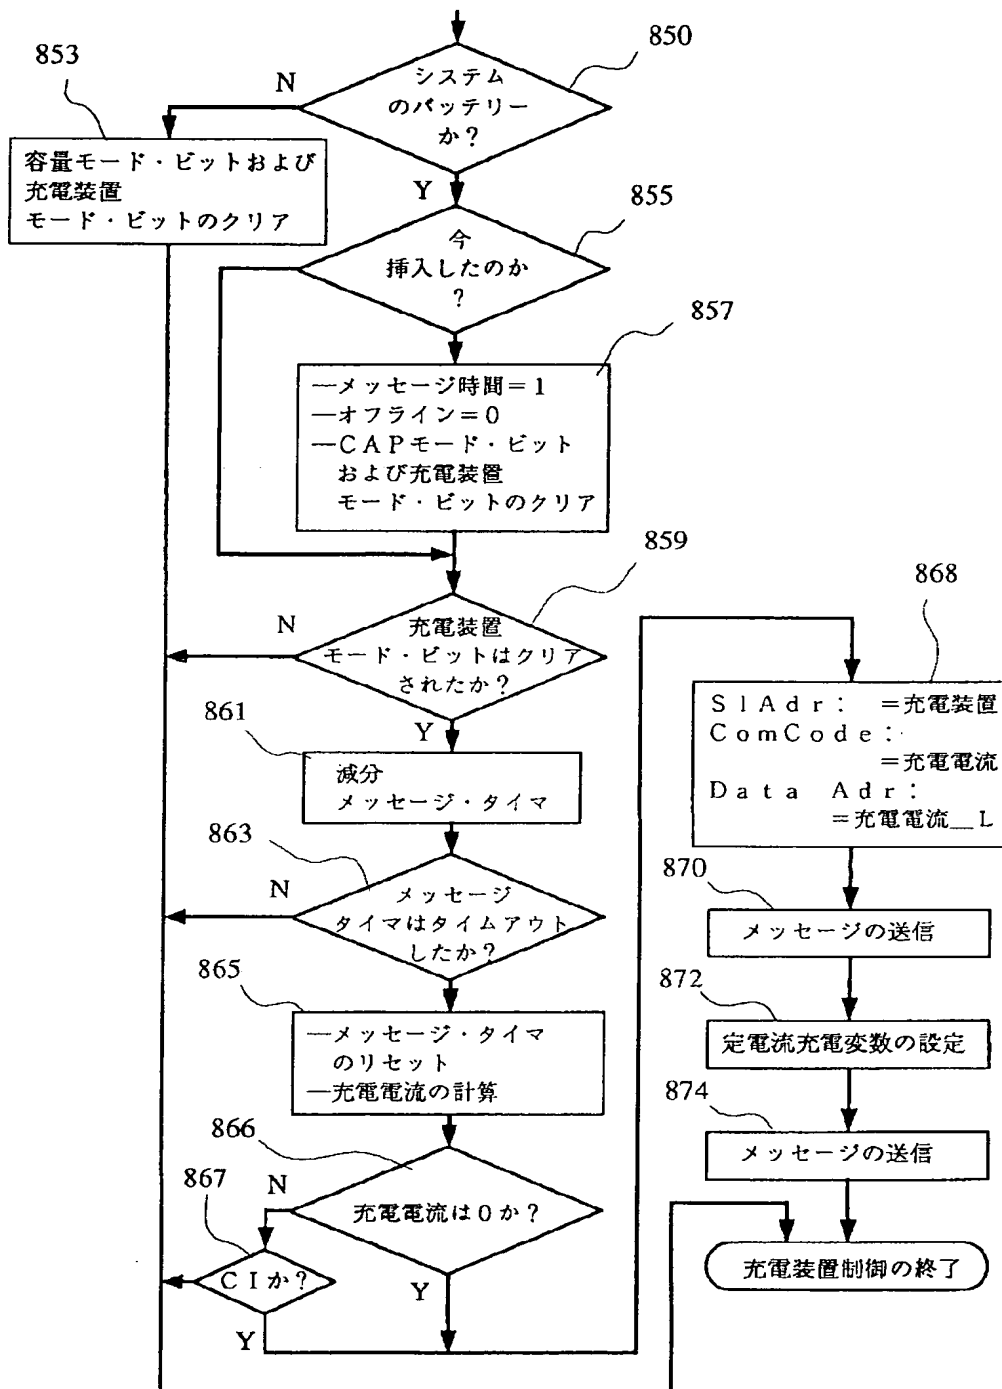 850
システム
のバッテリー
か?
N
Y
853
容量モード・ビットおよび
充電装置
モード・ビットのクリア
855
今
挿入したのか
?
857
—メッセージ時間=1
—オフライン=0
—CAPモード・ビット
および充電装置
モード・ビットのクリア
859
充電装置
モード・ビットはクリア
されたか?
N
Y
861
減分
メッセージ・タイマ
863
メッセージ
タイマはタイムアウト
したか?
N
865
—メッセージ・タイマ
のリセット
—充電電流の計算
866
充電電流は0か?
N
Y
867
CIか?
Y
868
SlAdr: =充電装置
ComCode:
=充電電流
Data Adr:
=充電電流__L
870
メッセージの送信
872
定電流充電変数の設定
874
メッセージの送信
充電装置制御の終了